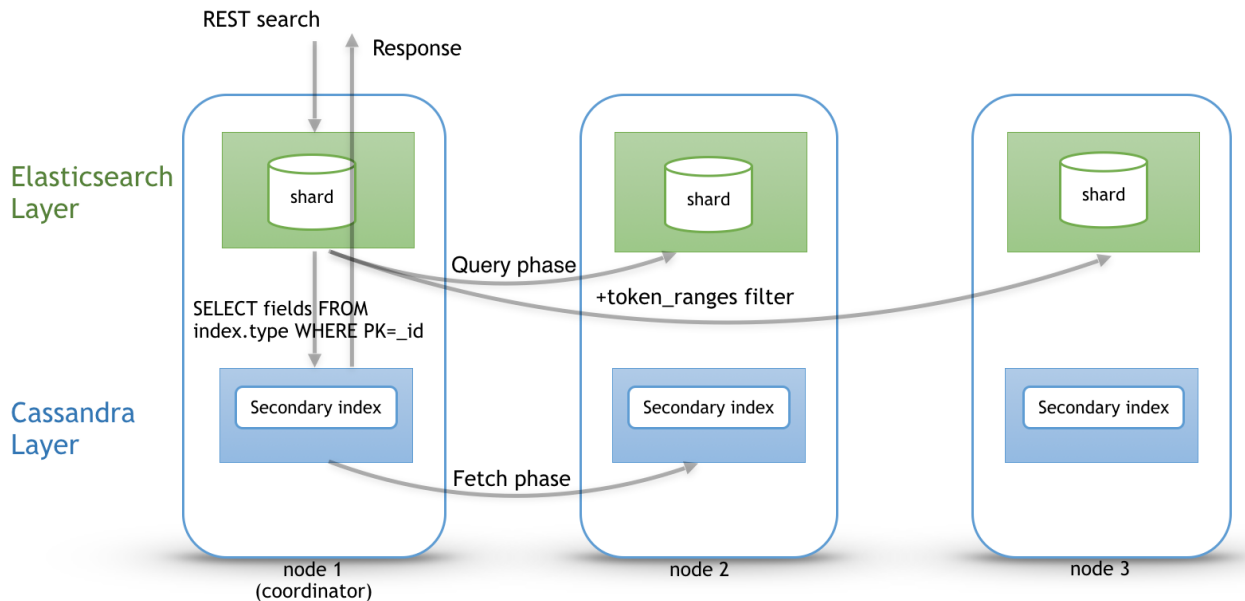 REST search
Response
Elasticsearch
Layer
shard
shard
shard
Query phase
+token_ranges filter
SELECT fields FROM
index.type WHERE PK=_id
Cassandra
Layer
Secondary index
Secondary index
Secondary index
Fetch phase
node 1
(coordinator)
node 2
node 3